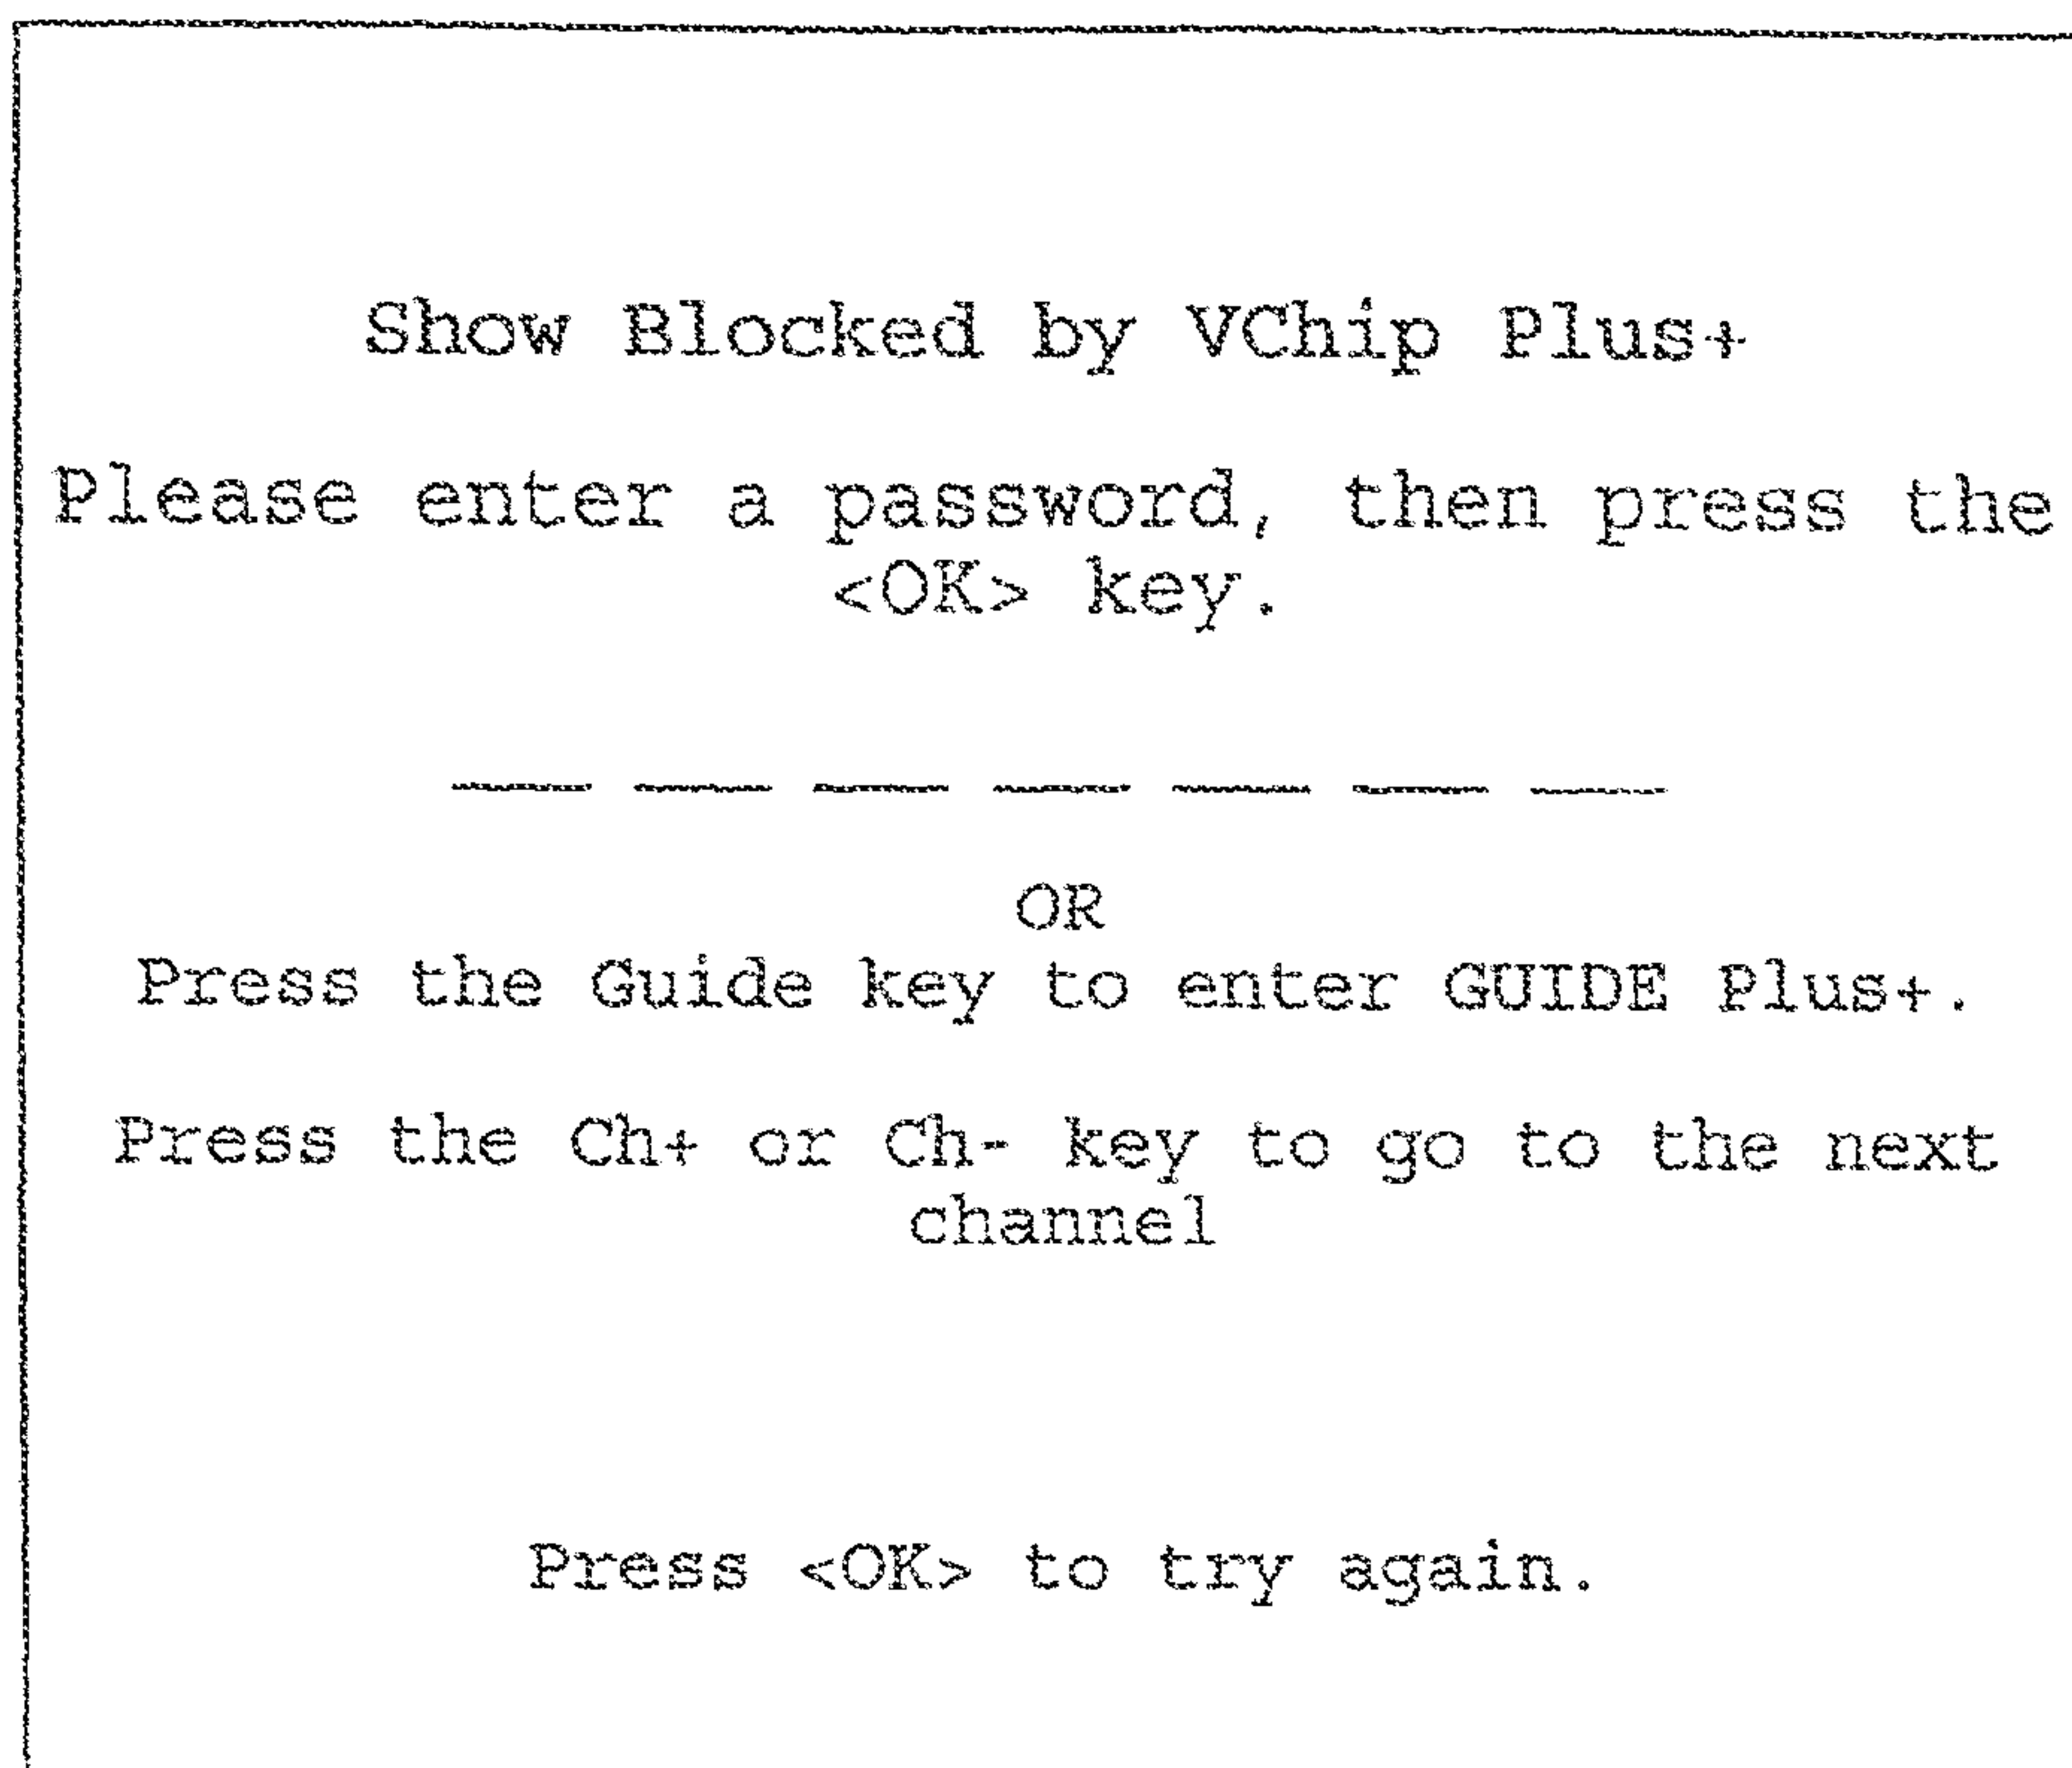 Show Blocked by VChip Plus+
Please enter a password, then press the
<OK> key.
_ _ _ _ _ _ _
OR
Press the Guide key to enter GUIDE Plus+.
Press the Ch+ or Ch- key to go to the next
channel
Press <OK> to try again.